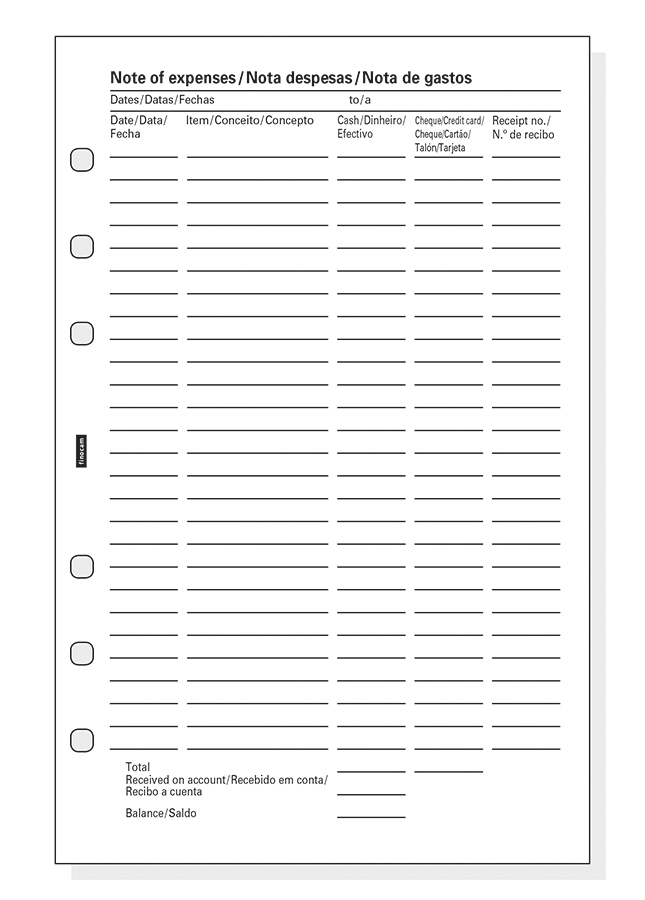 Note of expenses/Nota despesas/Nota de gastos
Dates/Datas/Fechas to/a
Date/Data/
Fecha
Item/Conceito/Concepto
Cash/Dinheiro/
Efectivo
Cheque/Credit card/
Cheque/Cartão/
Talón/Tarjeta
Receipt no./
N.º de recibo
finocam
Total
Received on account/Recebido em conta/
Recibo a cuenta
Balance/Saldo